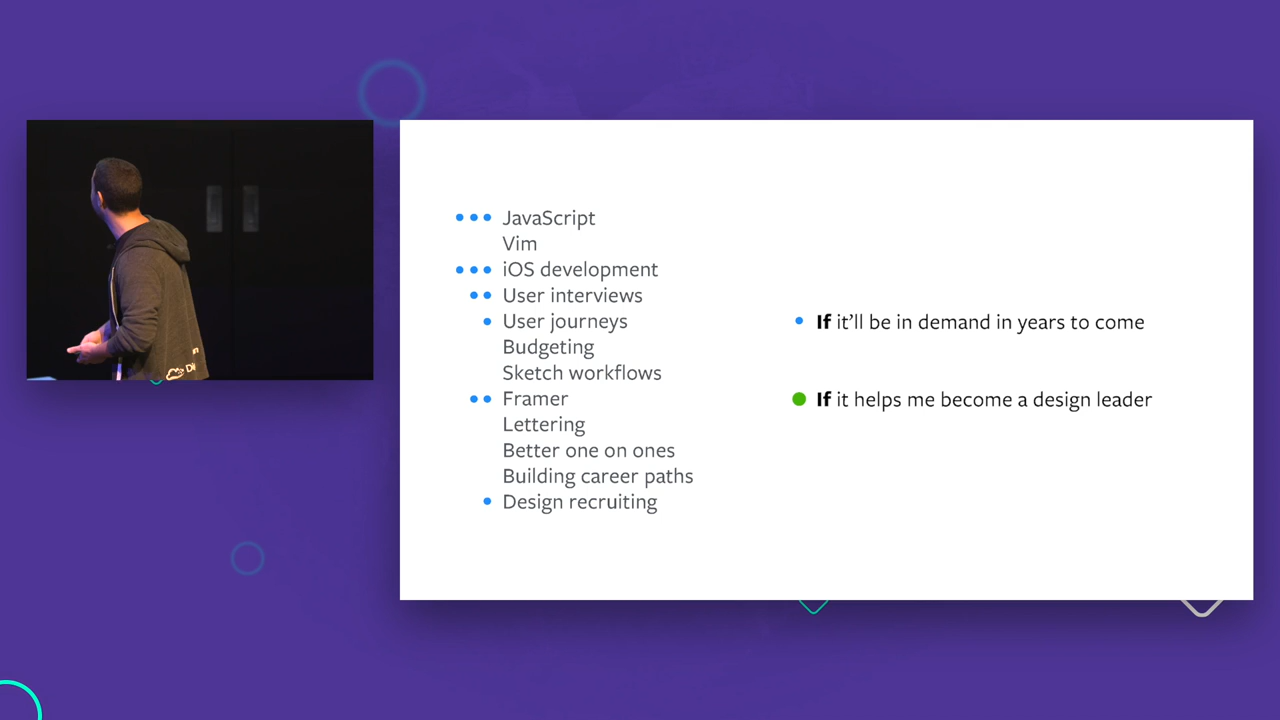 JavaScript
Vim
iOS development
User interviews
User journeys
Budgeting
Sketch workflows
Framer
Lettering
Better one on ones
Building career paths
Design recruiting
If it'll be in demand in years to come
If it helps me become a design leader